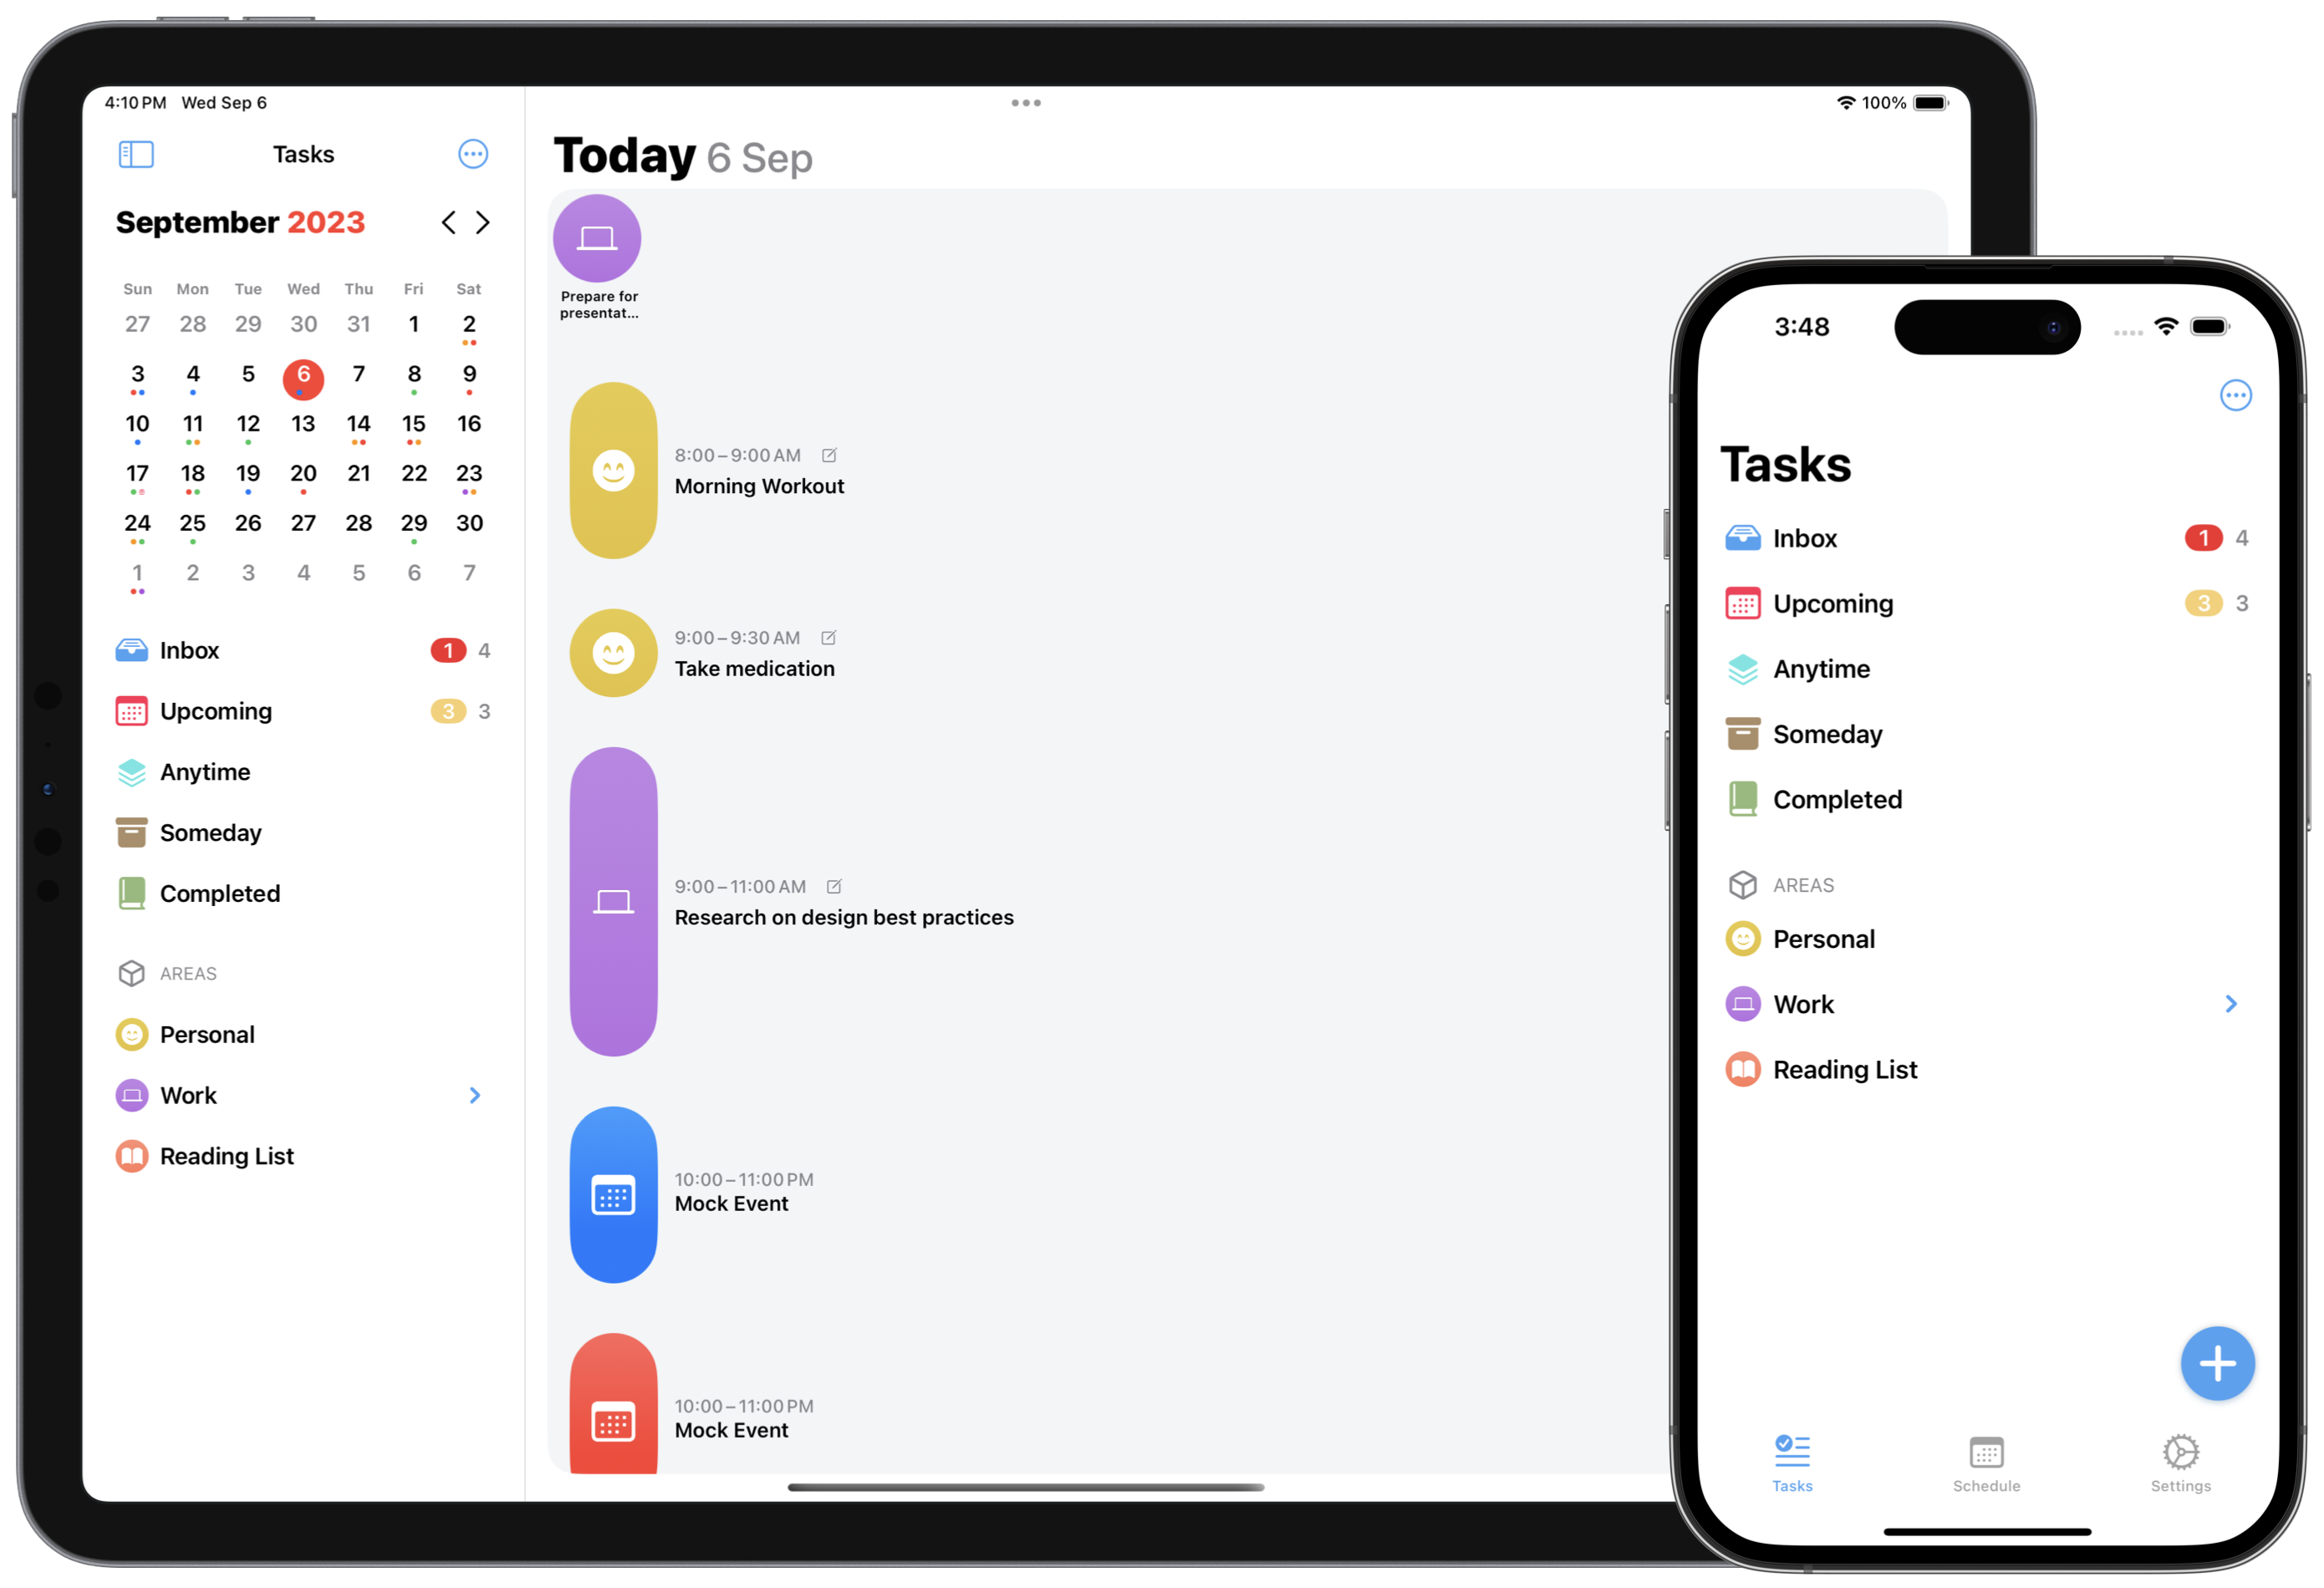 4:10 PM Wed Sep 6
100%
Tasks
September 2023
Sun Mon Tue Wed Thu Fri Sat
27 28 29 30 31 1 2
3 4 5 6 7 8 9
10 11 12 13 14 15 16
17 18 19 20 21 22 23
24 25 26 27 28 29 30
1 2 3 4 5 6 7
Inbox 1 4
Upcoming 3 3
Anytime
Someday
Completed
AREAS
Personal
Work
Reading List
Today 6 Sep
Prepare for
presentat...
8:00 – 9:00 AM
Morning Workout
9:00 – 9:30 AM
Take medication
9:00 – 11:00 AM
Research on design best practices
10:00 – 11:00 PM
Mock Event
10:00 – 11:00 PM
Mock Event
3:48
Tasks
Inbox 1 4
Upcoming 3 3
Anytime
Someday
Completed
AREAS
Personal
Work
Reading List
Tasks Schedule Settings